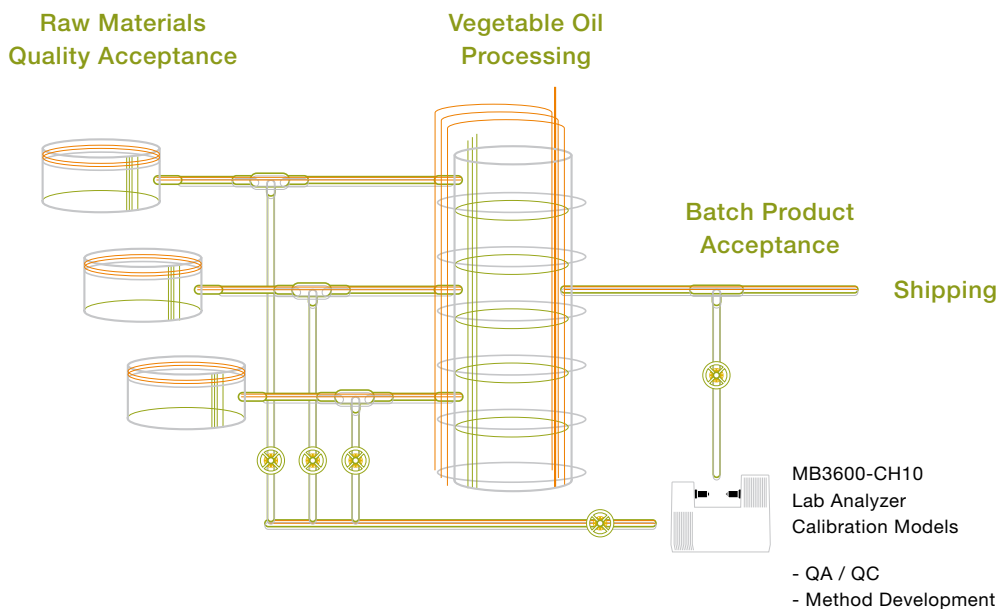 Raw Materials
Quality Acceptance
Vegetable Oil
Processing
Batch Product
Acceptance
Shipping
MB3600-CH10
Lab Analyzer
Calibration Models
- QA / QC
- Method Development